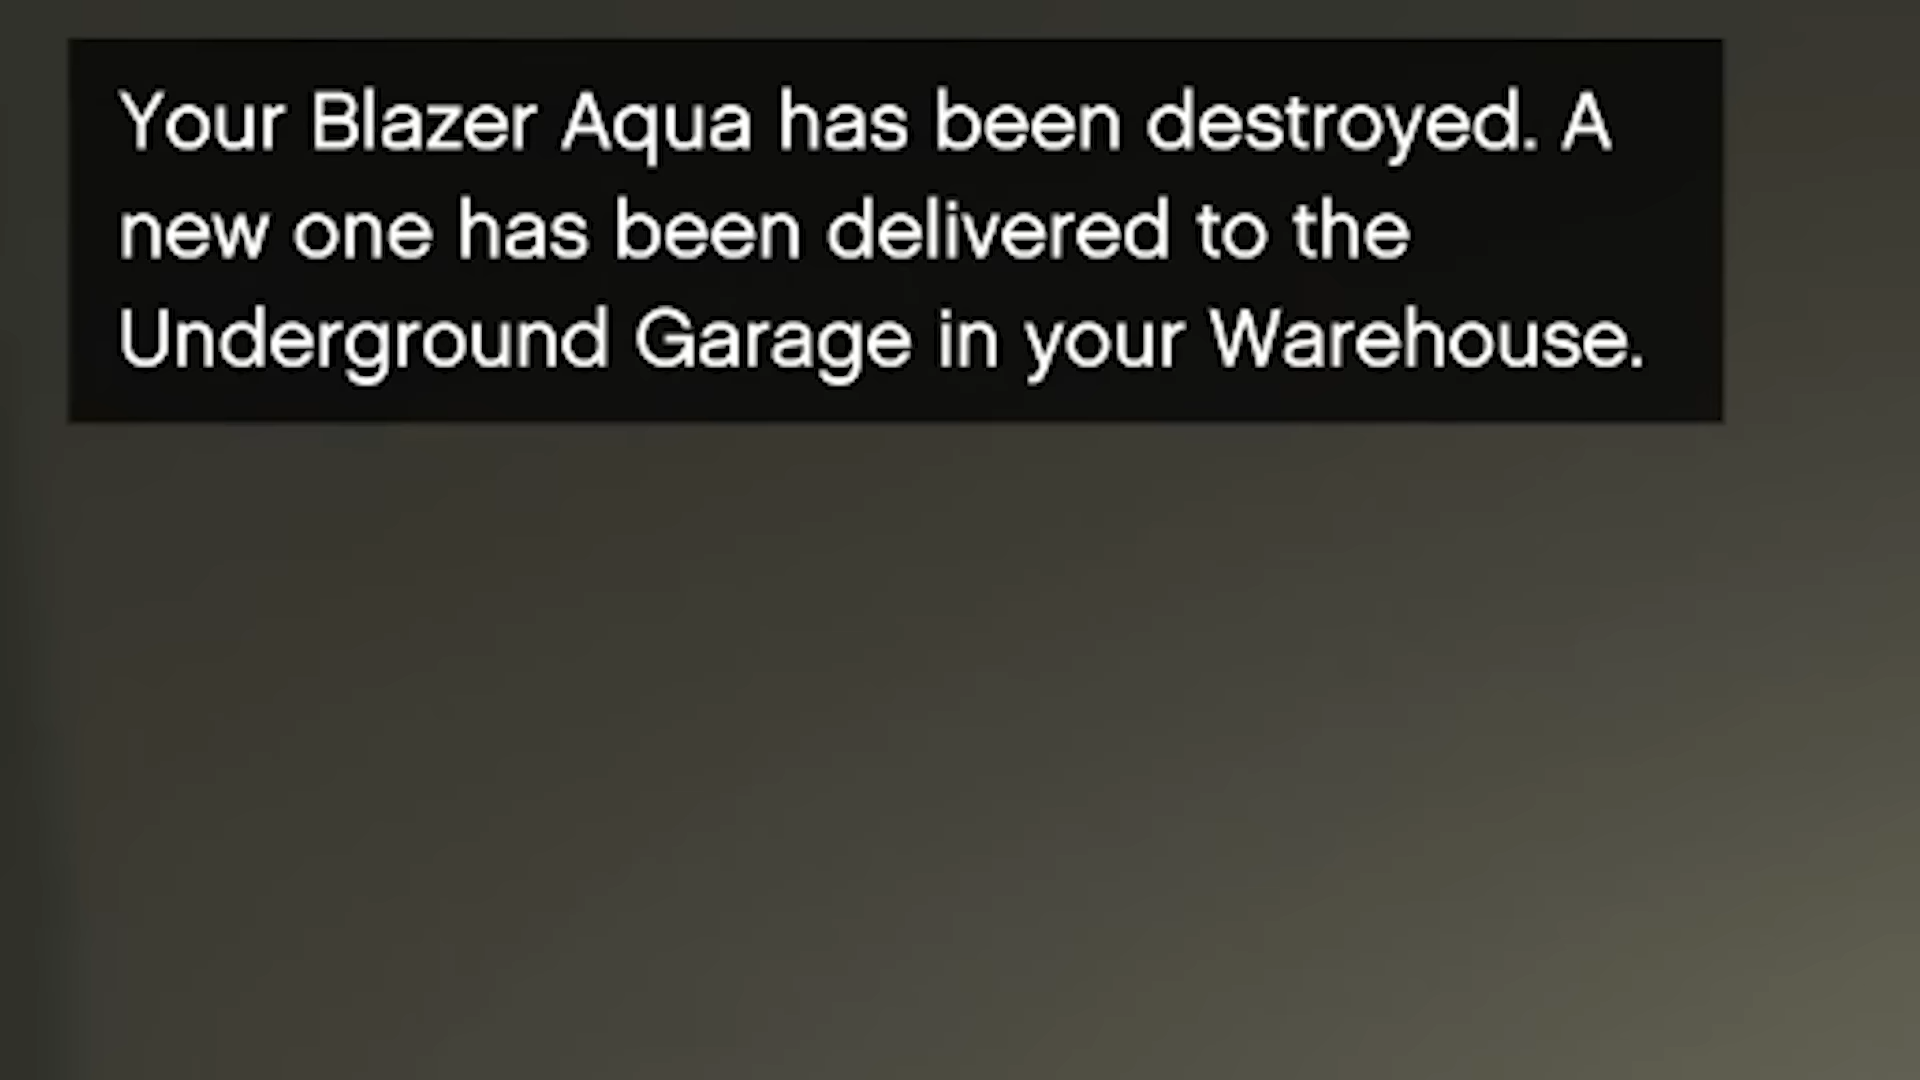 Your Blazer Aqua has been destroyed. A
new one has been delivered to the
Underground Garage in your Warehouse.